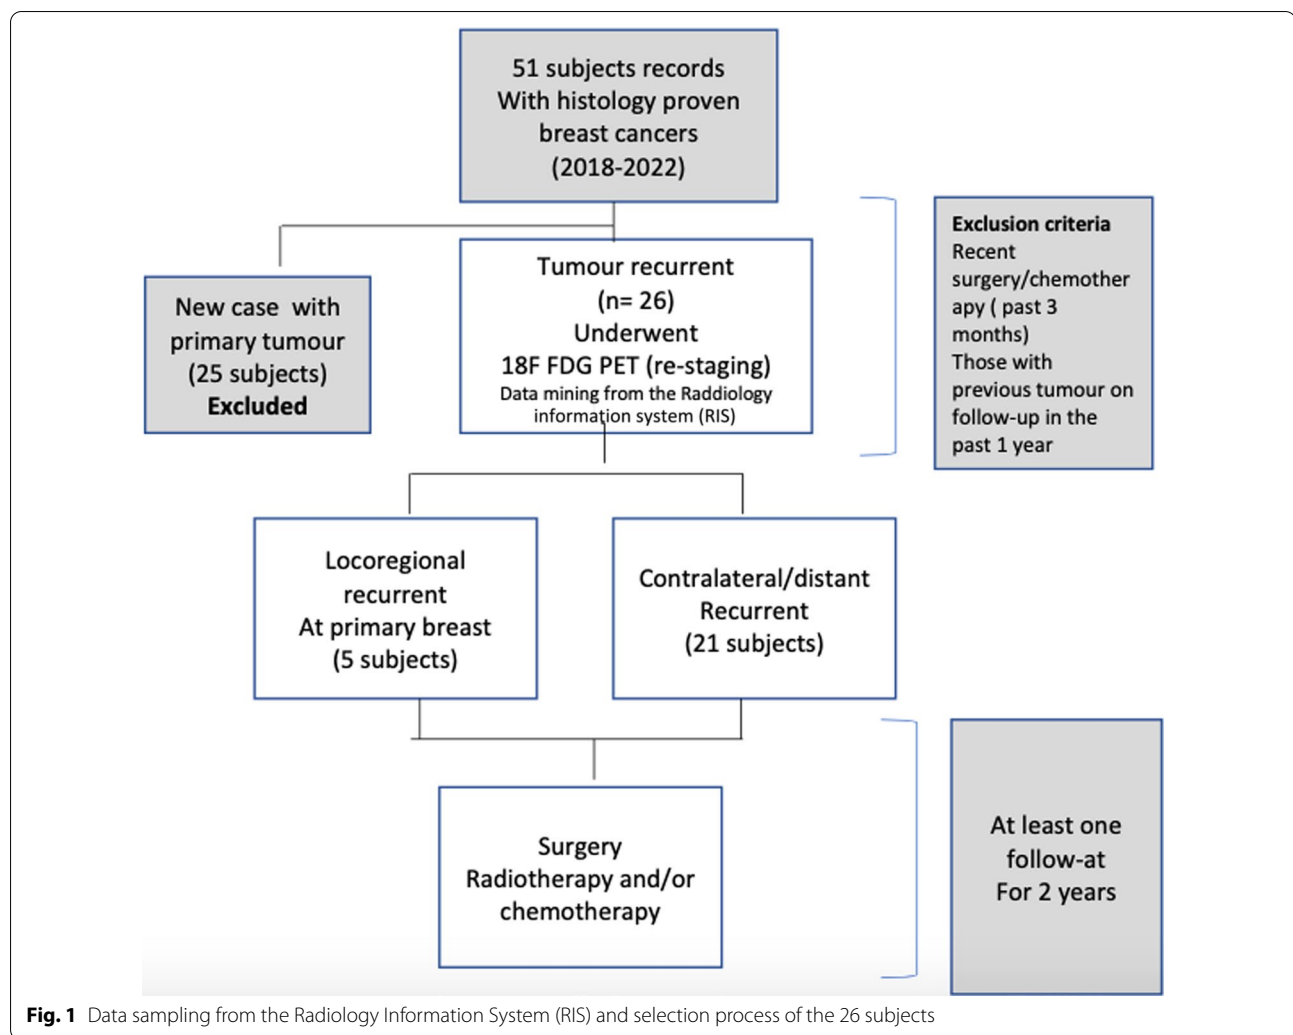 51 subjects records
With histology proven
breast cancers
(2018-2022)
Exclusion criteria
Recent
surgery/chemother
apy ( past 3
months)
Those with
previous tumour on
follow-up in the
past 1 year
Tumour recurrent
(n= 26)
Underwent
18F FDG PET (re-staging)
Data mining from the Raddiology
information system (RIS)
New case with
primary tumour
(25 subjects)
Excluded
Locoregional
recurrent
At primary breast
(5 subjects)
Contralateral/distant
Recurrent
(21 subjects)
Surgery
Radiotherapy and/or
chemotherapy
At least one
follow-at
For 2 years
Fig. 1 Data sampling from the Radiology Information System (RIS) and selection process of the 26 subjects